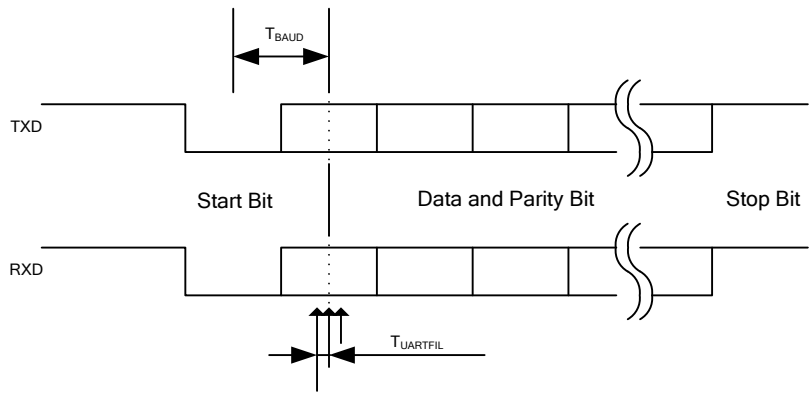 TBAUD
TXD
Start Bit
Data and Parity Bit
Stop Bit
RXD
TUARTFIL